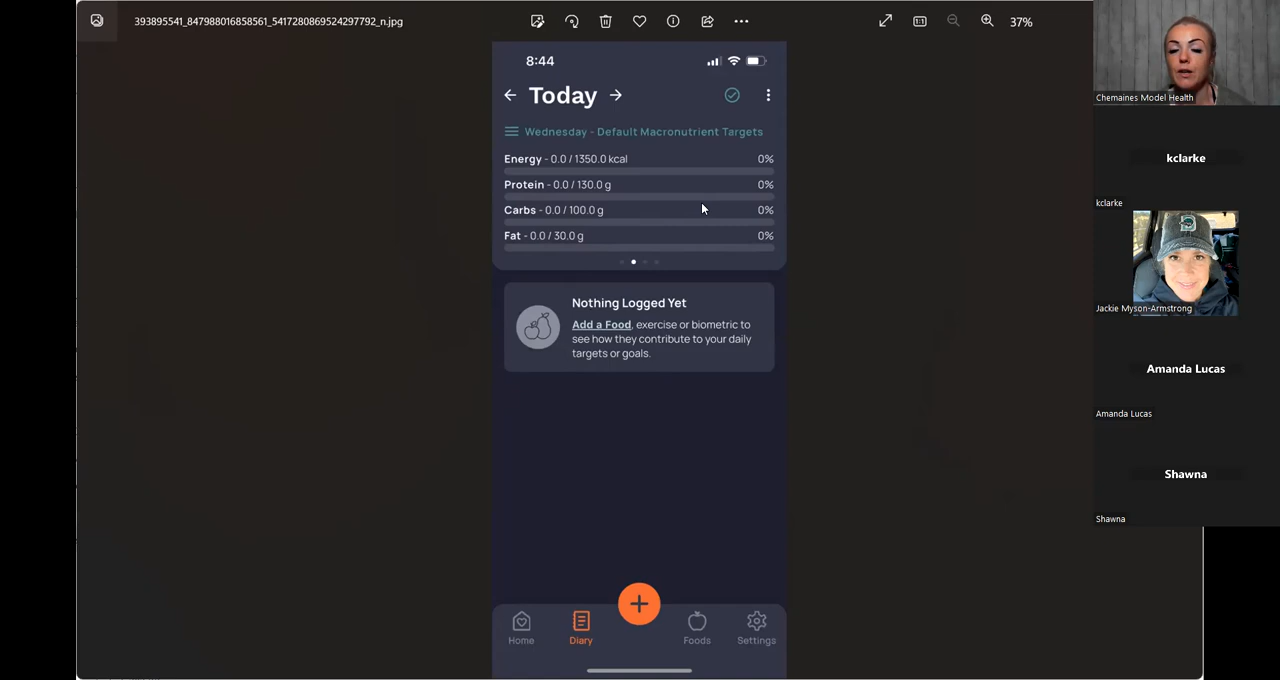 393895541_847988016858561_5417280869524297792_n.jpg
37%
8:44
Today
Wednesday - Default Macronutrient Targets
Energy - 0.0 / 1350.0 kcal 0%
Protein - 0.0 / 130.0 g 0%
Carbs - 0.0 / 100.0 g 0%
Fat - 0.0 / 30.0 g 0%
Nothing Logged Yet
Add a Food, exercise or biometric to
see how they contribute to your daily
targets or goals.
Home
Diary
Foods
Settings
Chemaines Model Health
kclarke
kclarke
Jackie Myson-Armstrong
Amanda Lucas
Amanda Lucas
Shawna
Shawna